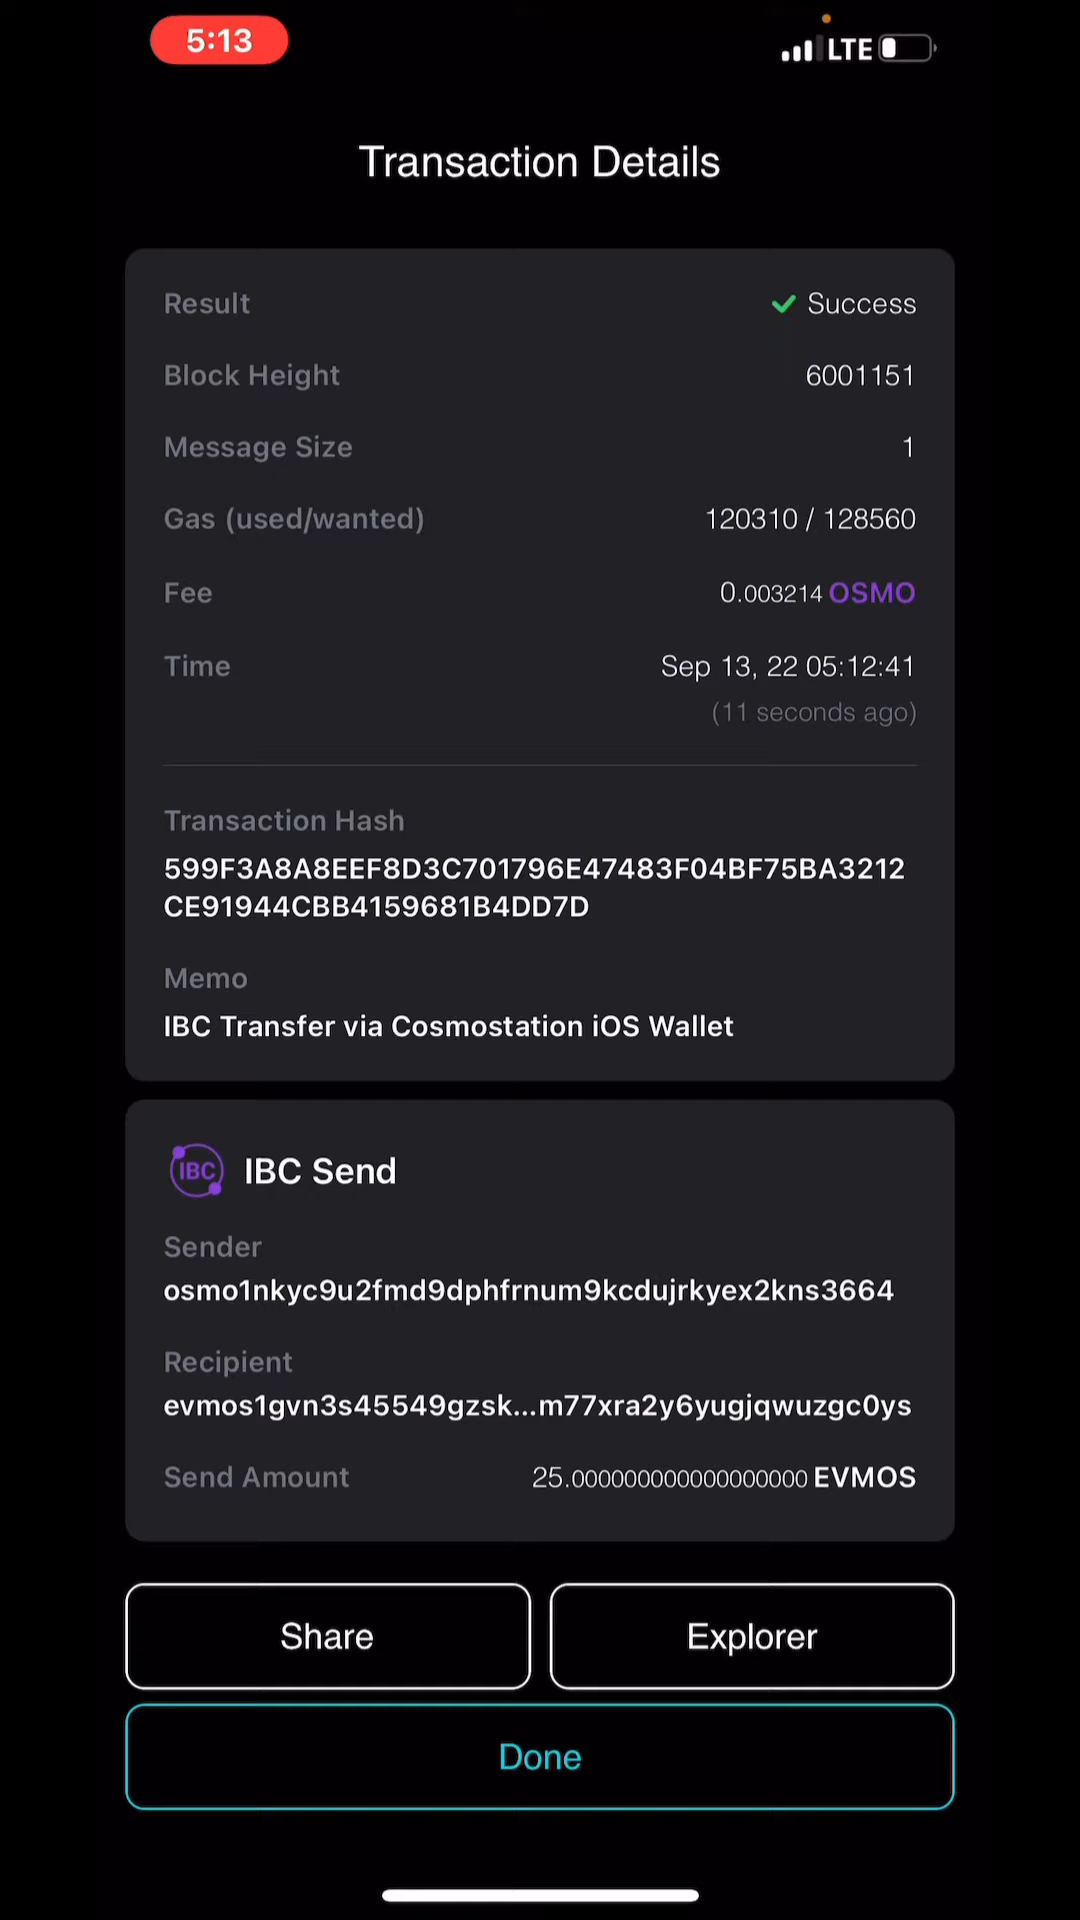 5:13
LTE
Transaction Details
Result Success
Block Height 6001151
Message Size 1
Gas (used/wanted) 120310 / 128560
Fee 0.003214 OSMO
Time Sep 13, 22 05:12:41
(11 seconds ago)
Transaction Hash
599F3A8A8EEF8D3C701796E47483F04BF75BA3212
CE91944CBB4159681B4DD7D
Memo
IBC Transfer via Cosmostation iOS Wallet
IBC IBC Send
Sender
osmo1nkyc9u2fmd9dphfrnum9kcdujrkyex2kns3664
Recipient
evmos1gvn3s45549gzsk...m77xra2y6yugjqwuzgc0ys
Send Amount 25.000000000000000000 EVMOS
Share Explorer
Done